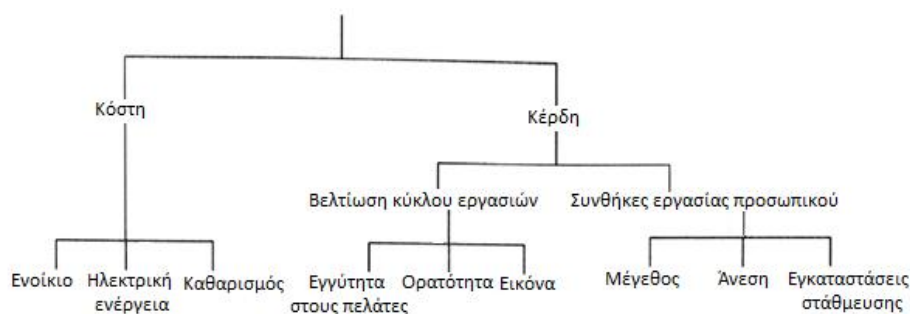 Κόστη
Κέρδη
Βελτίωση κύκλου εργασιών
Συνθήκες εργασίας προσωπικού
Ενοίκιο
Ηλεκτρική
ενέργεια
Καθαρισμός
Εγγύτητα
στους πελάτες
Ορατότητα
Εικόνα
Μέγεθος
Άνεση
Εγκαταστάσεις
στάθμευσης